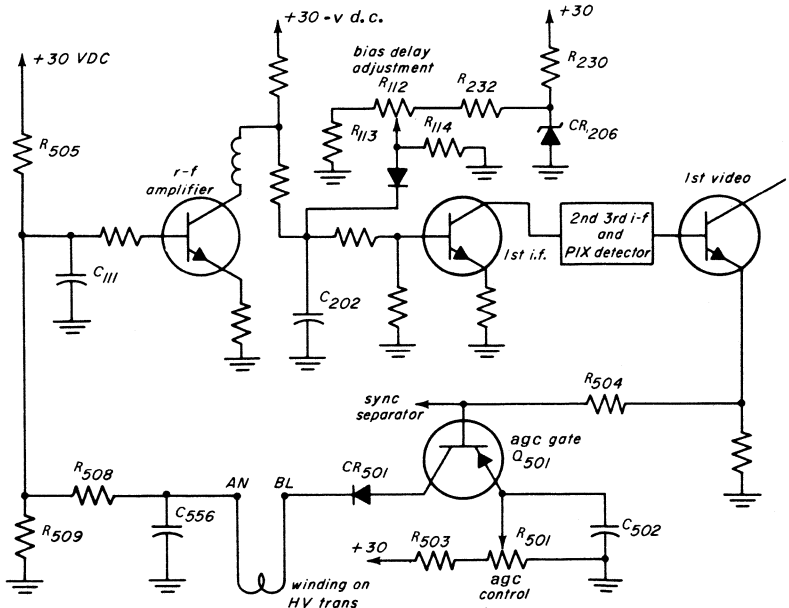 +30-v d.c.
+30
+30 VDC
bias delay
adjustment
R112
R232
R230
R505
R113
R114
CR206
r-f
amplifier
1st video
2nd 3rd i-f
and
PIX detector
1st i.f.
C111
C202
R504
sync
separator
agc gate
Q501
R508
AN
BL
CR501
C556
C502
R509
+30
R503
R501
agc
control
winding on
HV trans